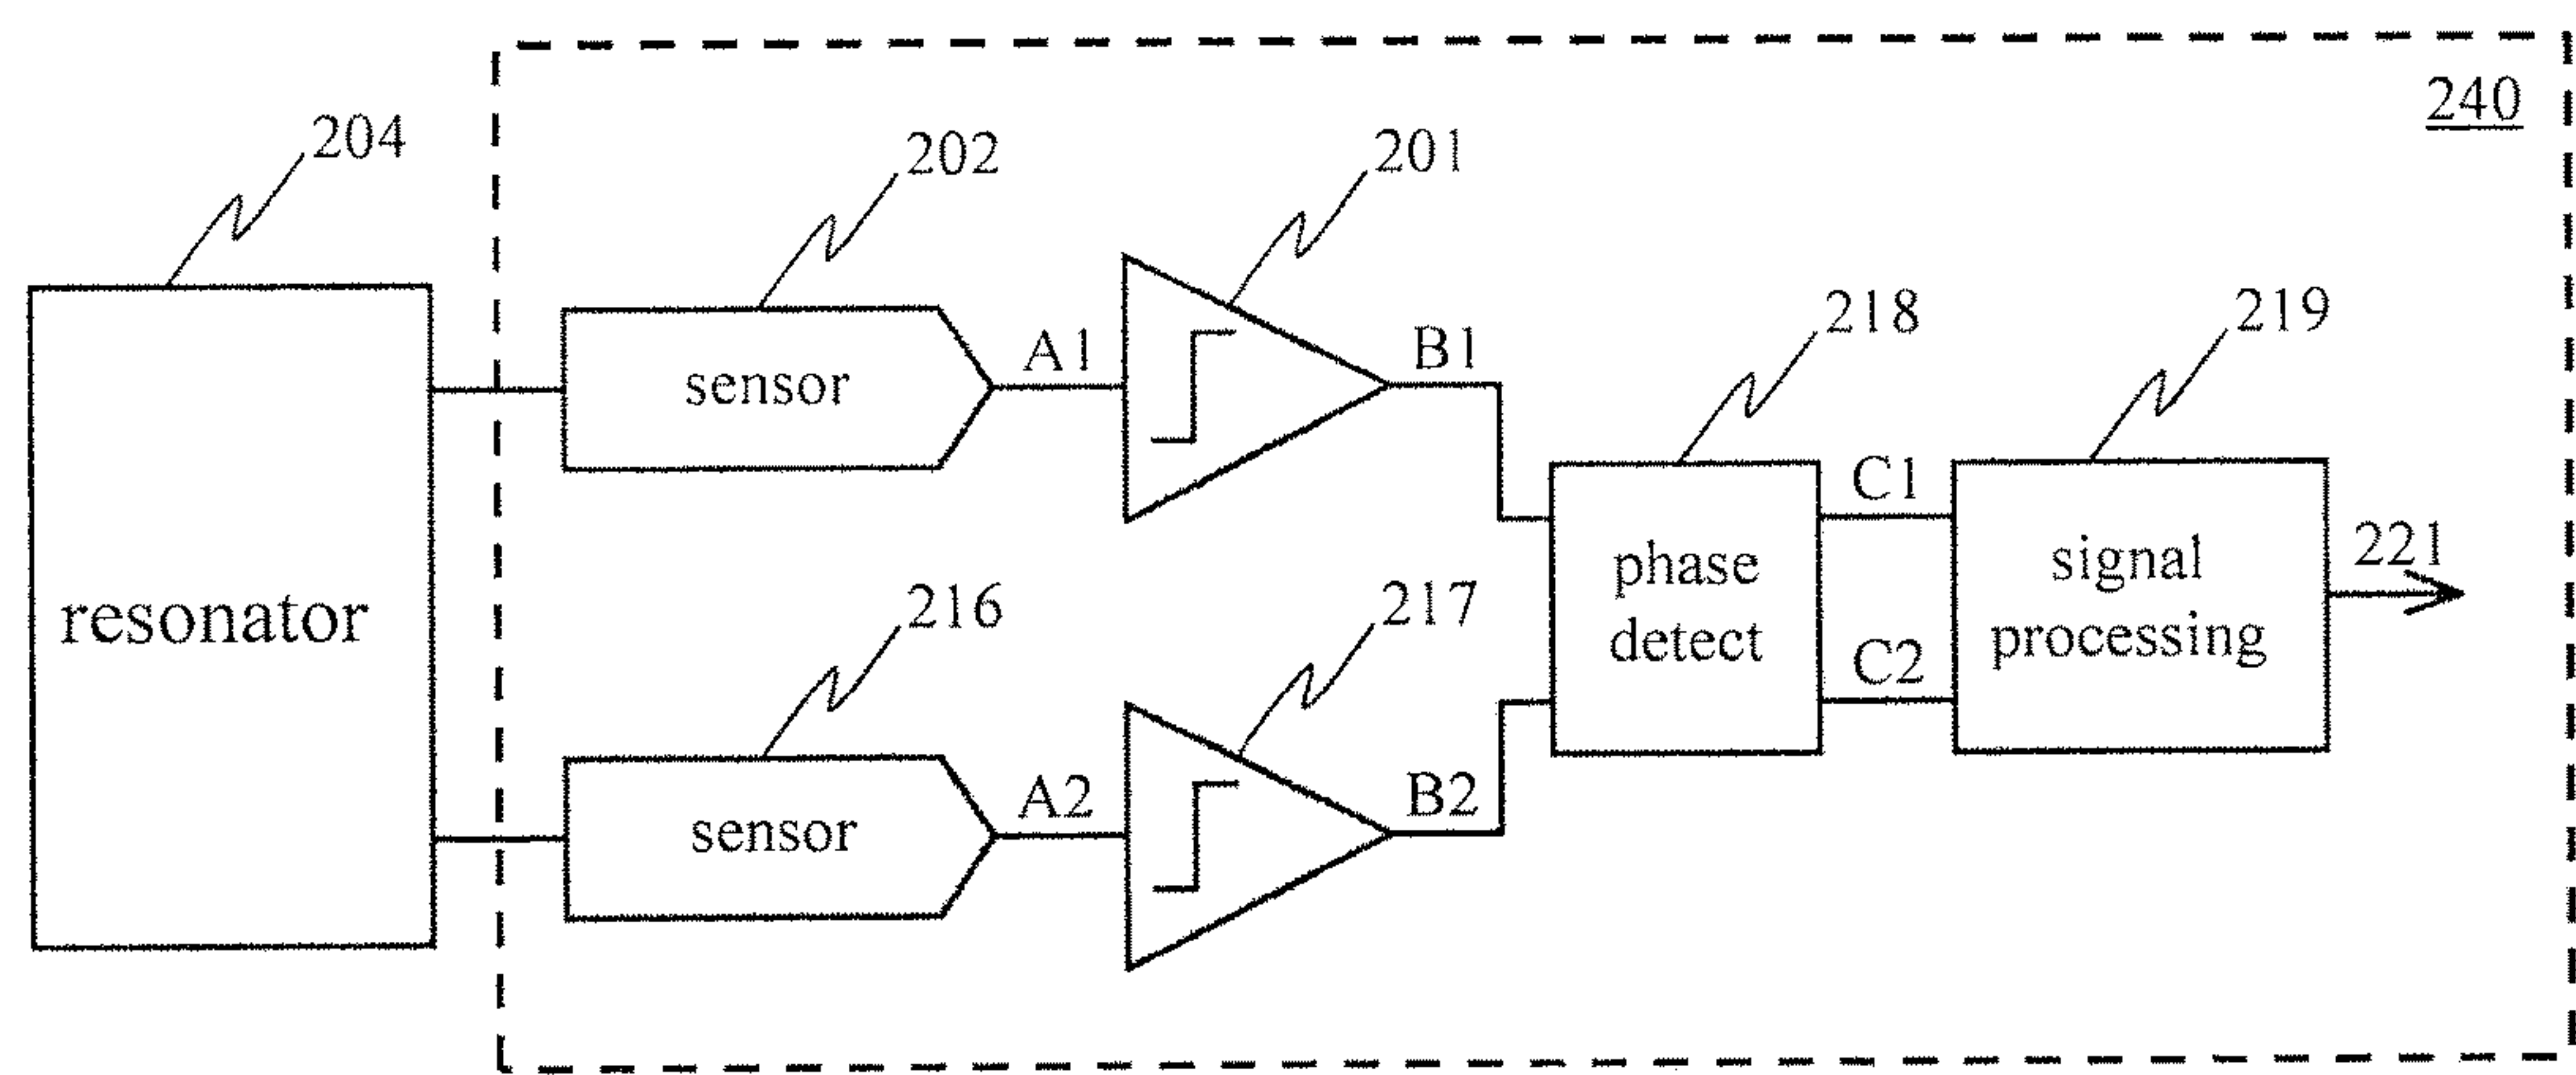 240
204
202
201
sensor
A1
B1
218
219
resonator
216
217
sensor
A2
B2
phase
detect
C1
C2
signal
processing
221